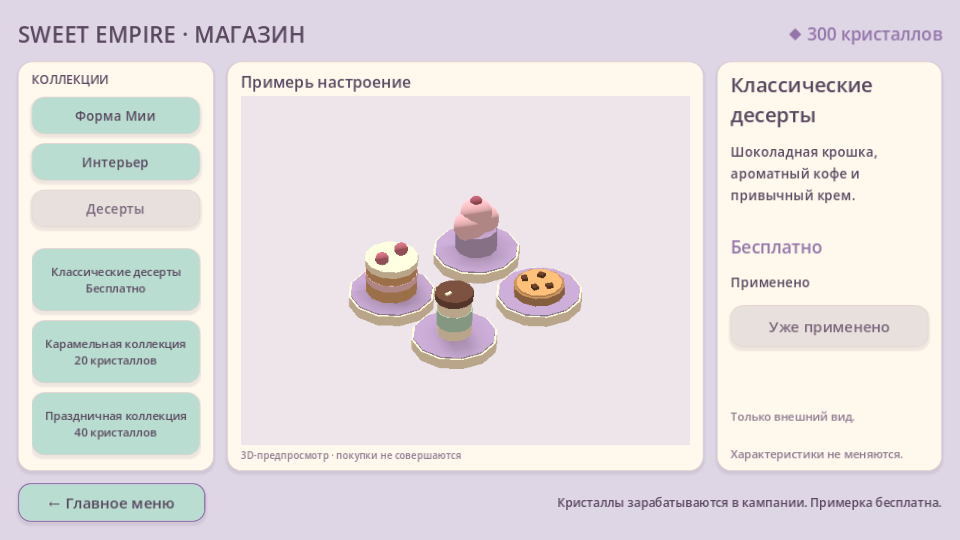 SWEET EMPIRE · МАГАЗИН
◆ 300 кристаллов
КОЛЛЕКЦИИ
Форма Мии
Интерьер
Десерты
Классические десерты
Бесплатно
Карамельная коллекция
20 кристаллов
Праздничная коллекция
40 кристаллов
Примерь настроение
3D-предпросмотр · покупки не совершаются
Классические
десерты
Шоколадная крошка,
ароматный кофе и
привычный крем.
Бесплатно
Применено
Уже применено
Только внешний вид.
Характеристики не меняются.
← Главное меню
Кристаллы зарабатываются в кампании. Примерка бесплатна.